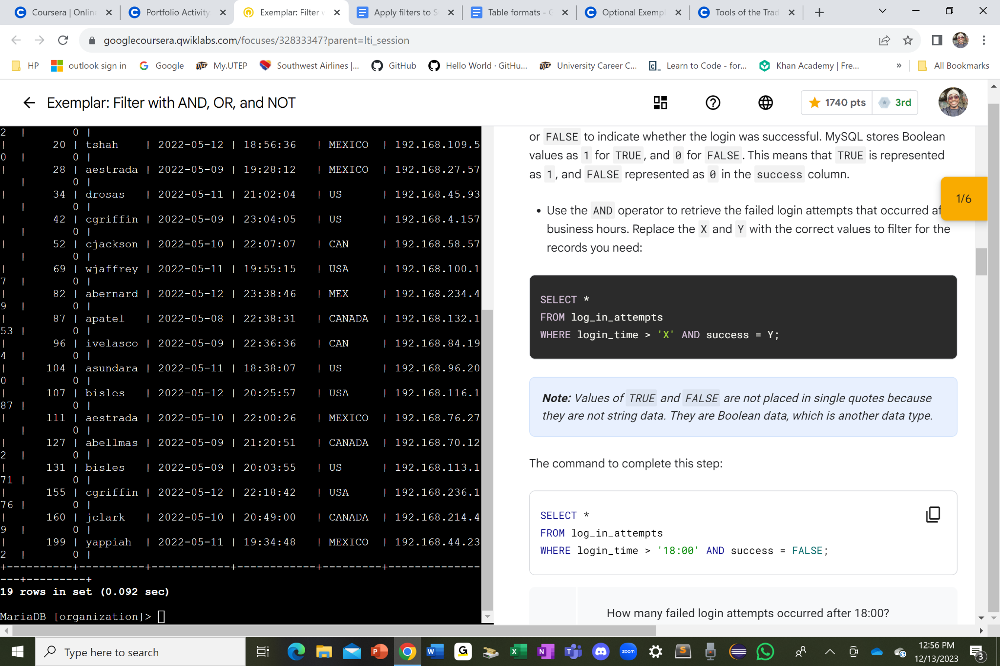 Coursera | Online
Portfolio Activity
Exemplar: Filter w
Apply filters to S
Table formats - G
Optional Exempl
Tools of the Trad
googlecoursera.qwiklabs.com/focuses/32833347?parent=lti_session
HP
outlook sign in
Google
My.UTEP
Southwest Airlines |...
GitHub
Hello World · GitHu...
University Career C...
Learn to Code - for...
Khan Academy | Fre...
»
All Bookmarks
Exemplar: Filter with AND, OR, and NOT
1740 pts
3rd
2 | 0 |
| 20 | tshah | 2022-05-12 | 18:56:36 | MEXICO | 192.168.109.5
0 | 0 |
| 28 | aestrada | 2022-05-09 | 19:28:12 | MEXICO | 192.168.27.57
| 0 |
| 34 | drosas | 2022-05-11 | 21:02:04 | US | 192.168.45.93
| 0 |
| 42 | cgriffin | 2022-05-09 | 23:04:05 | US | 192.168.4.157
| 0 |
| 52 | cjackson | 2022-05-10 | 22:07:07 | CAN | 192.168.58.57
| 0 |
| 69 | wjaffrey | 2022-05-11 | 19:55:15 | USA | 192.168.100.1
7 | 0 |
| 82 | abernard | 2022-05-12 | 23:38:46 | MEX | 192.168.234.4
9 | 0 |
| 87 | apatel | 2022-05-08 | 22:38:31 | CANADA | 192.168.132.1
53 | 0 |
| 96 | ivelasco | 2022-05-09 | 22:36:36 | CAN | 192.168.84.19
4 | 0 |
| 104 | asundara | 2022-05-11 | 18:38:07 | US | 192.168.96.20
0 | 0 |
| 107 | bisles | 2022-05-12 | 20:25:57 | USA | 192.168.116.1
87 | 0 |
| 111 | aestrada | 2022-05-10 | 22:00:26 | MEXICO | 192.168.76.27
| 0 |
| 127 | abellmas | 2022-05-09 | 21:20:51 | CANADA | 192.168.70.12
2 | 0 |
| 131 | bisles | 2022-05-09 | 20:03:55 | US | 192.168.113.1
71 | 0 |
| 155 | cgriffin | 2022-05-12 | 22:18:42 | USA | 192.168.236.1
76 | 0 |
| 160 | jclark | 2022-05-10 | 20:49:00 | CANADA | 192.168.214.4
9 | 0 |
| 199 | yappiah | 2022-05-11 | 19:34:48 | MEXICO | 192.168.44.23
2 | 0 |
+----------+----------+------------+------------+---------+--------------
---+---------+
19 rows in set (0.092 sec)
MariaDB [organization]>
or FALSE to indicate whether the login was successful. MySQL stores Boolean
values as 1 for TRUE, and 0 for FALSE. This means that TRUE is represented
as 1, and FALSE represented as 0 in the success column.
1/6
• Use the AND operator to retrieve the failed login attempts that occurred af
business hours. Replace the X and Y with the correct values to filter for the
records you need:
SELECT *
FROM log_in_attempts
WHERE login_time > 'X' AND success = Y;
Note: Values of TRUE and FALSE are not placed in single quotes because
they are not string data. They are Boolean data, which is another data type.
The command to complete this step:
SELECT *
FROM log_in_attempts
WHERE login_time > '18:00' AND success = FALSE;
How many failed login attempts occurred after 18:00?
Type here to search
zoom
12:56 PM
12/13/2023
3